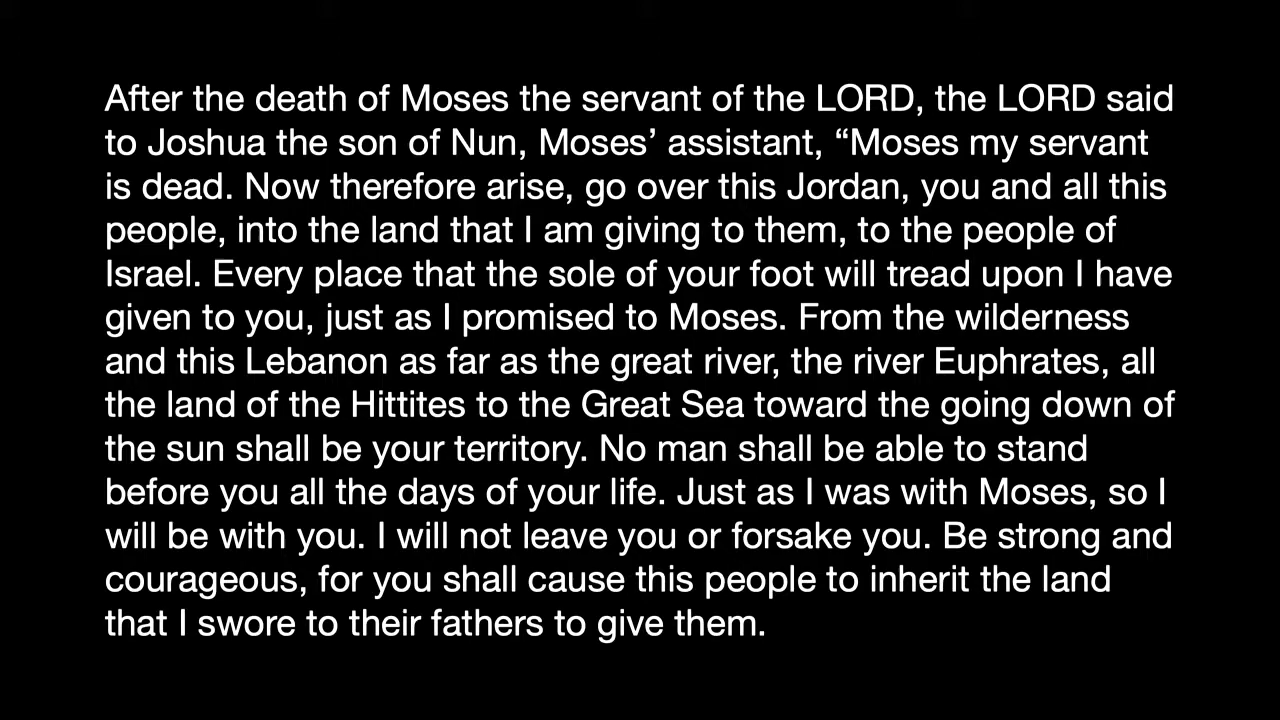 After the death of Moses the servant of the LORD, the LORD said
to Joshua the son of Nun, Moses’ assistant, “Moses my servant
is dead. Now therefore arise, go over this Jordan, you and all this
people, into the land that I am giving to them, to the people of
Israel. Every place that the sole of your foot will tread upon I have
given to you, just as I promised to Moses. From the wilderness
and this Lebanon as far as the great river, the river Euphrates, all
the land of the Hittites to the Great Sea toward the going down of
the sun shall be your territory. No man shall be able to stand
before you all the days of your life. Just as I was with Moses, so I
will be with you. I will not leave you or forsake you. Be strong and
courageous, for you shall cause this people to inherit the land
that I swore to their fathers to give them.